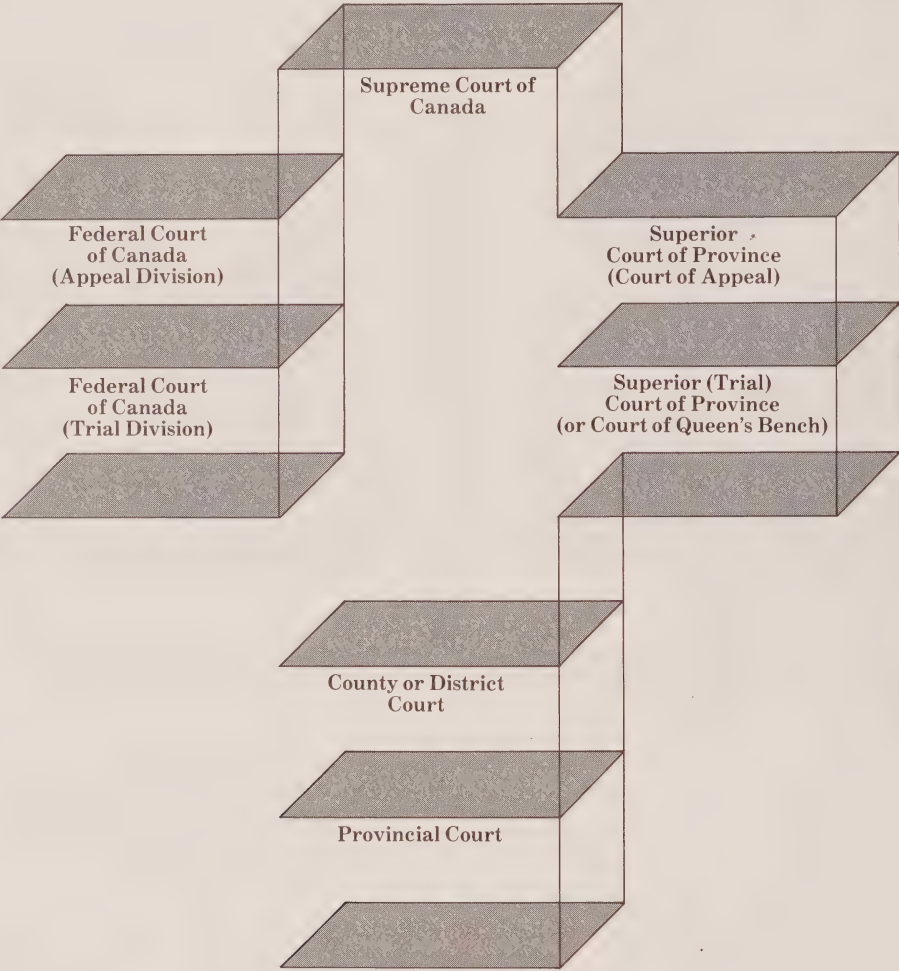 Supreme Court of
Canada
Federal Court
of Canada
(Appeal Division)
Superior
Court of Province
(Court of Appeal)
Federal Court
of Canada
(Trial Division)
Superior (Trial)
Court of Province
(or Court of Queen's Bench)
County or District
Court
Provincial Court